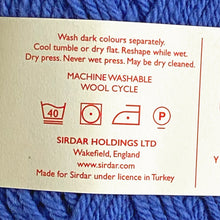 Wash dark colours separately.
Cool tumble or dry flat. Reshape while wet.
Dry press. Never wet press. May be dry cleaned.
MACHINE WASHABLE
WOOL CYCLE
40 P
SIRDAR HOLDINGS LTD
Wakefield, England
www.sirdar.com
Made for Sirdar under licence in Turkey
Y